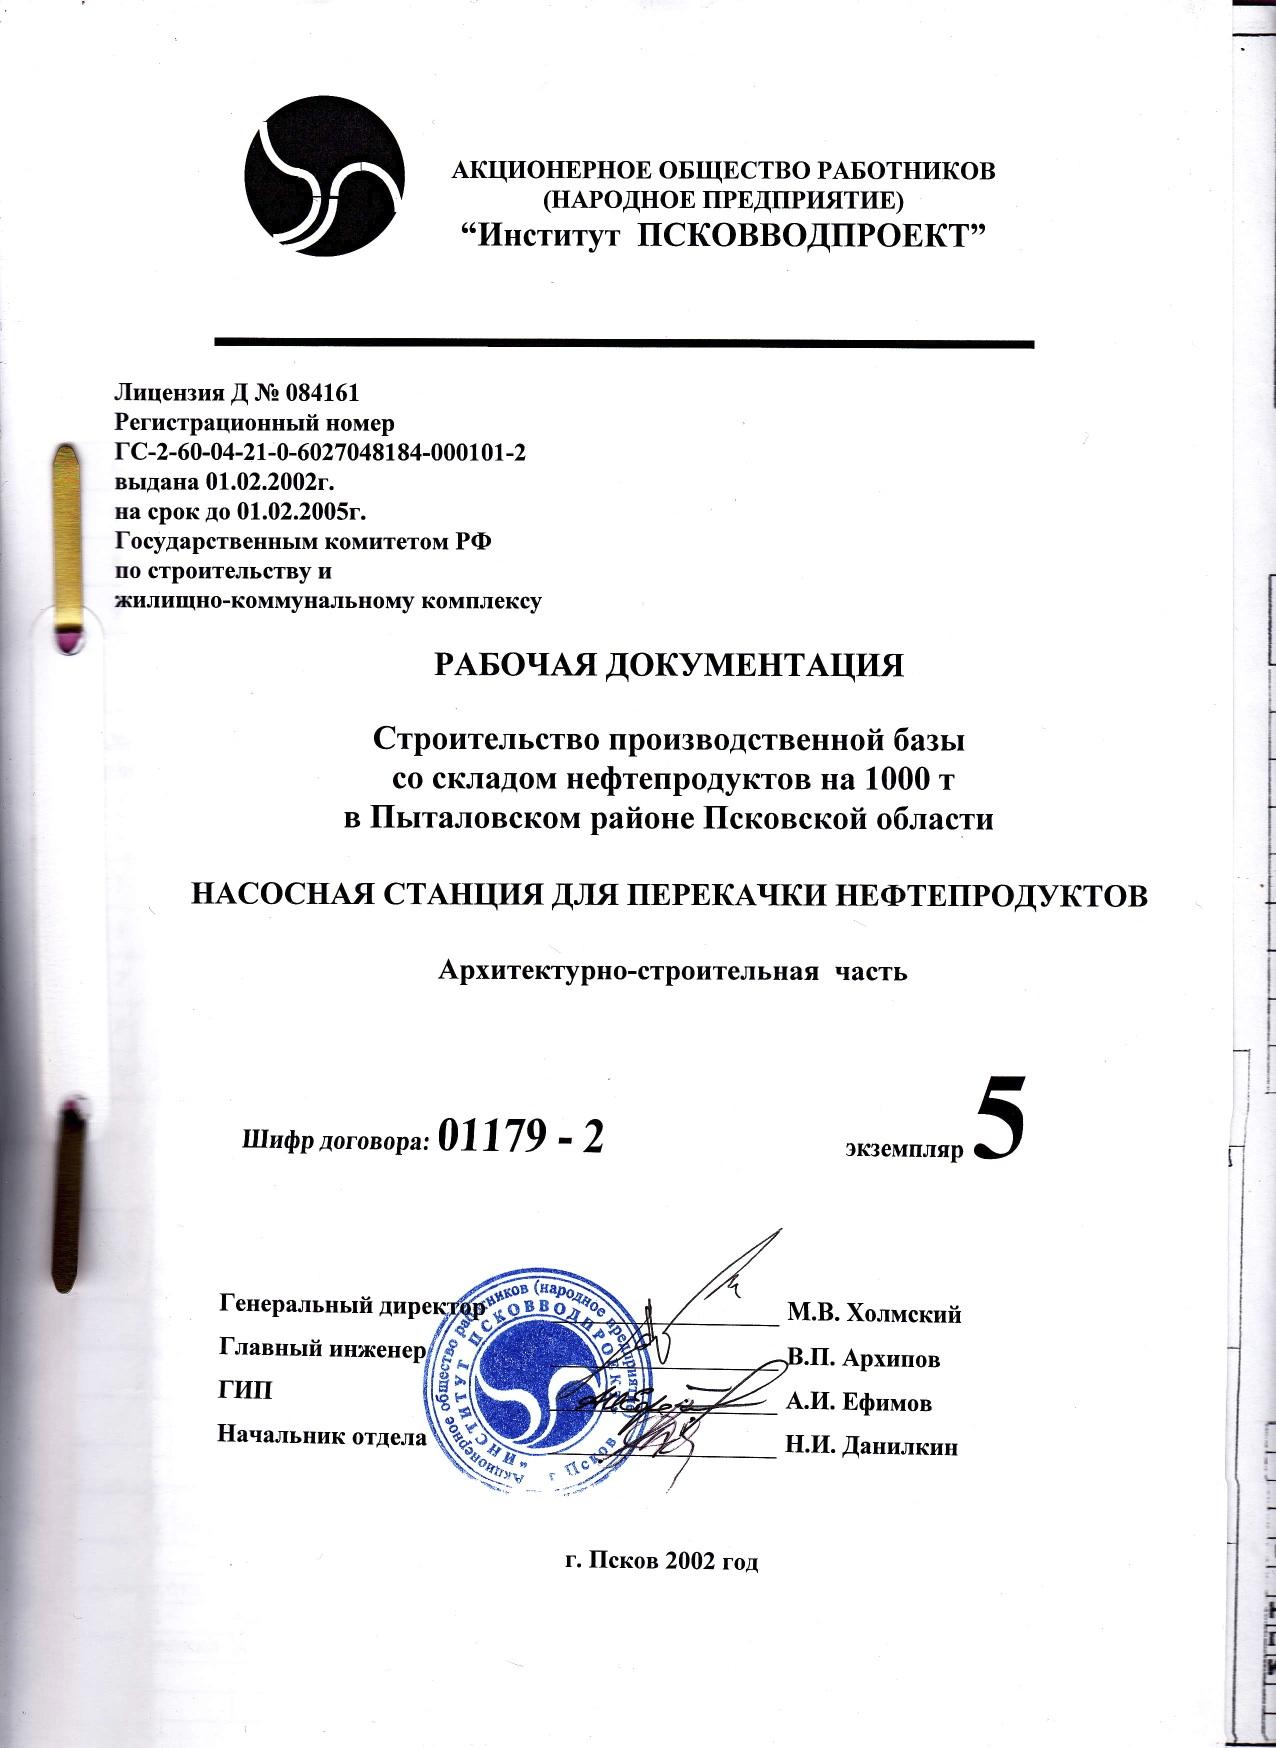 АКЦИОНЕРНОЕ ОБЩЕСТВО РАБОТНИКОВ
(НАРОДНОЕ ПРЕДПРИЯТИЕ)
“Институт ПСКОВВОДПРОЕКТ”
Лицензия Д № 084161
Регистрационный номер
ГС-2-60-04-21-0-6027048184-000101-2
выдана 01.02.2002г.
на срок до 01.02.2005г.
Государственным комитетом РФ
по строительству и
жилищно-коммунальному комплексу
РАБОЧАЯ ДОКУМЕНТАЦИЯ
Строительство производственной базы
со складом нефтепродуктов на 1000 т
в Пыталовском районе Псковской области
НАСОСНАЯ СТАНЦИЯ ДЛЯ ПЕРЕКАЧКИ НЕФТЕПРОДУКТОВ
Архитектурно-строительная часть
Шифр договора: 01179 - 2 экземпляр 5
Генеральный директор М.В. Холмский
Главный инженер В.П. Архипов
ГИП А.И. Ефимов
Начальник отдела Н.И. Данилкин
Акционерное общество работников (народное предприятие)
"ИНСТИТУТ ПСКОВВОДПРОЕКТ"
г. Псков
г. Псков 2002 год